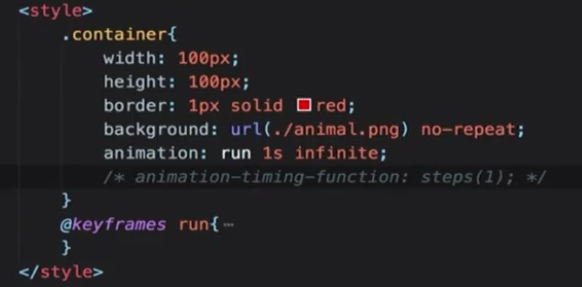 <style>
.container{
width: 100px;
height: 100px;
border: 1px solid red;
background: url(./animal.png) no-repeat;
animation: run 1s infinite;
/* animation-timing-function: steps(1); */
}
@keyframes run{⋯
}
</style>